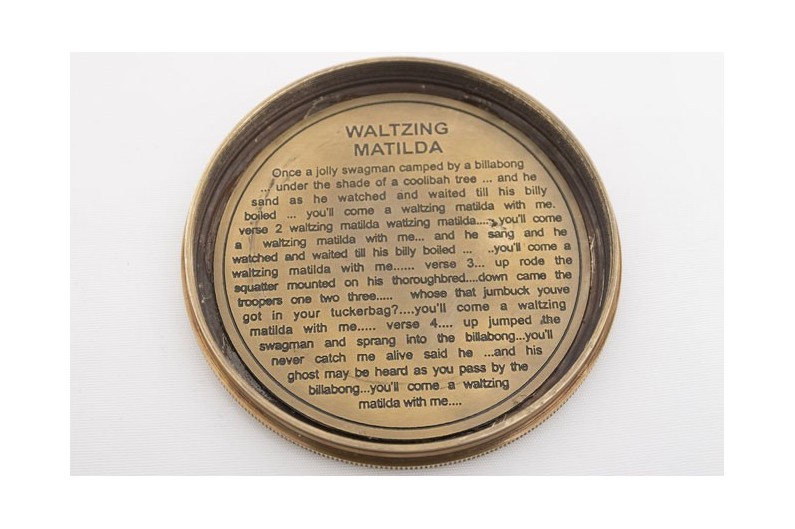 WALTZING
MATILDA
Once a jolly swagman camped by a billabong
... under the shade of a coolibah tree ... and he
sand as he watched and waited till his billy
boiled ... you'll come a waltzing matilda with me.
verse 2 waltzing matilda watlzing matilda.... you'll come
a waltzing matilda with me... and he sang and he
watched and waited till his billy boiled ... ..you'll come a
waltzing matilda with me...... verse 3... up rode the
squatter mounted on his thoroughbred....down came the
troopers one two three..... whose that jumbuck youve
got in your tuckerbag?....you'll come a waltzing
matilda with me..... verse 4.... up jumped the
swagman and sprang into the billabong...you'll
never catch me alive said he ...and his
ghost may be heard as you pass by the
billabong...you'll come a waltzing
matilda with me....